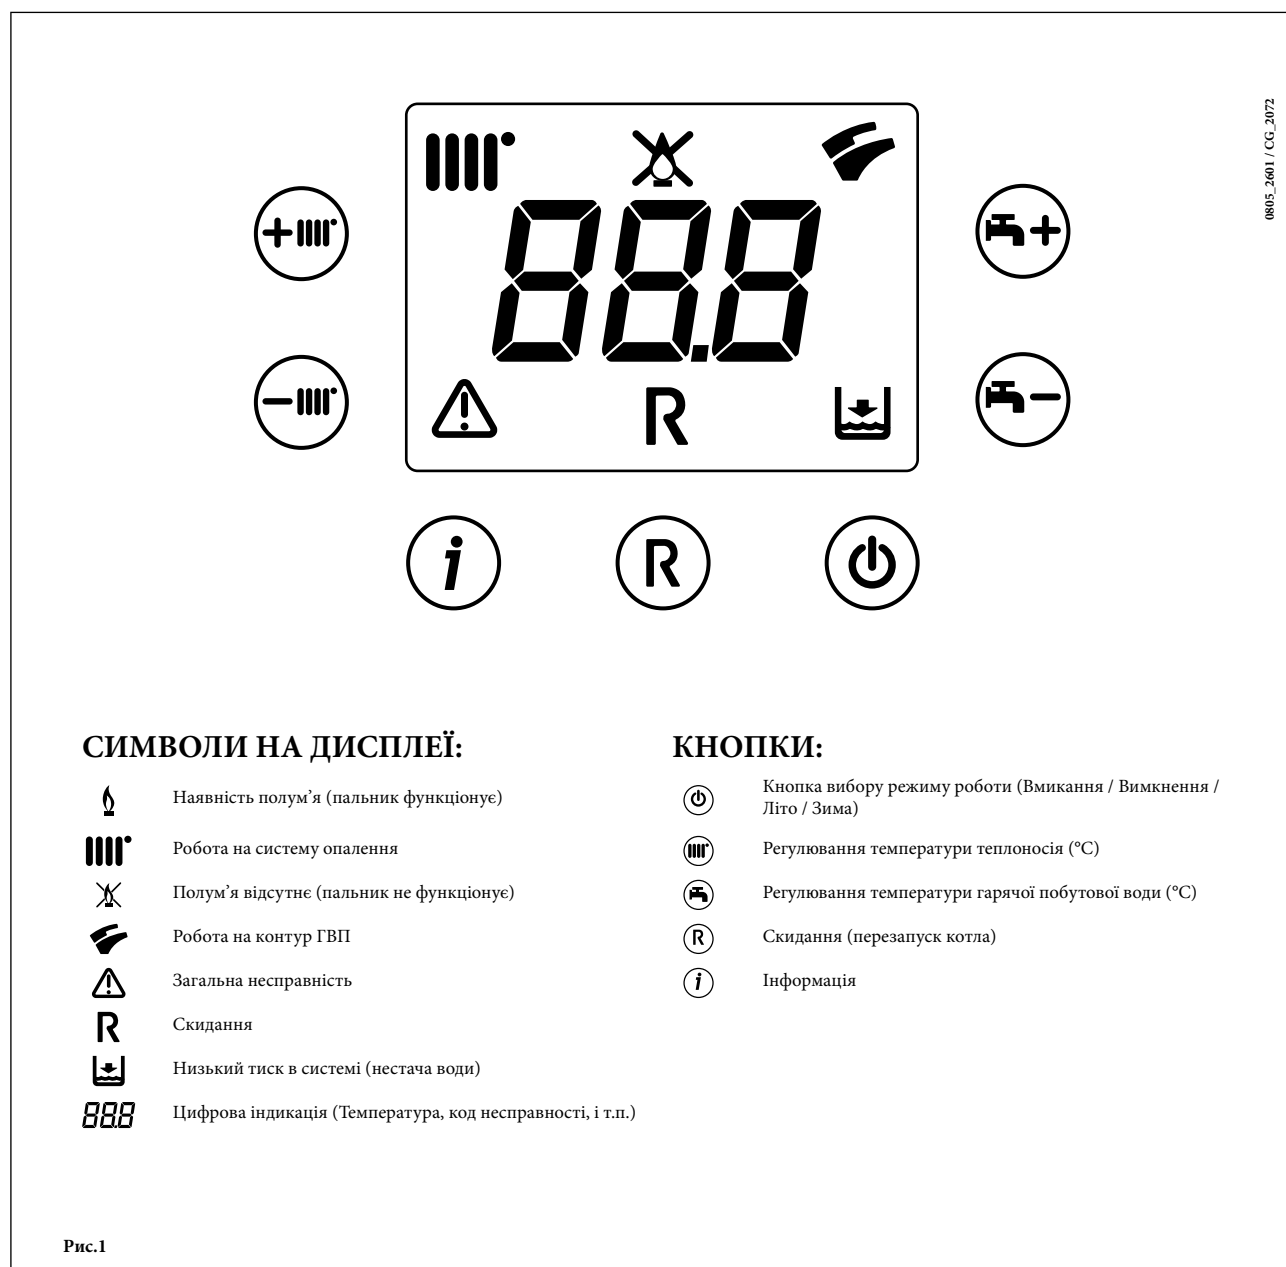 0805_2601 / CG_2072
88.8
R
i
R
СИМВОЛИ НА ДИСПЛЕЇ:
Наявність полум’я (пальник функціонує)
Робота на систему опалення
Полум’я відсутнє (пальник не функціонує)
Робота на контур ГВП
Загальна несправність
R
Скидання
Низький тиск в системі (нестача води)
88.8
Цифрова індикація (Температура, код несправності, і т.п.)
КНОПКИ:
Кнопка вибору режиму роботи (Вмикання / Вимкнення /
Літо / Зима)
Регулювання температури теплоносія (°C)
Регулювання температури гарячої побутової води (°C)
R
Скидання (перезапуск котла)
i
Інформація
Рис.1